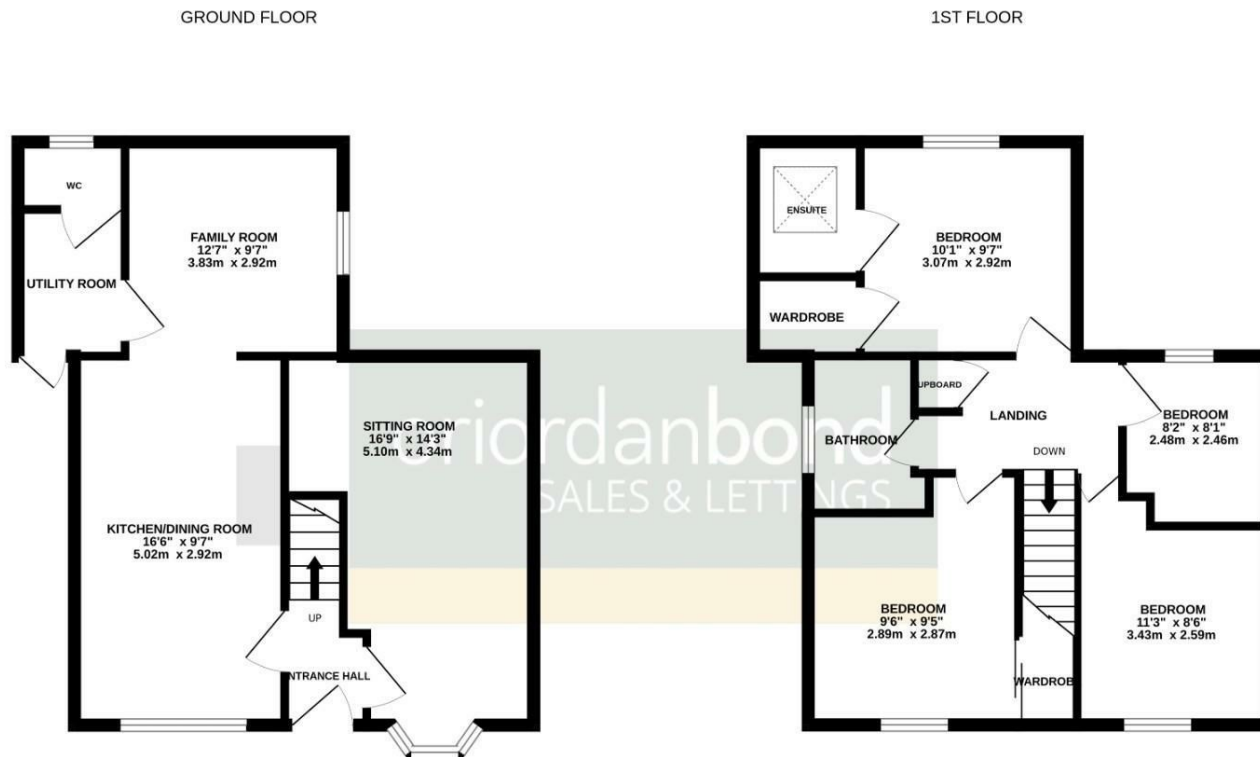 GROUND FLOOR
WC
FAMILY ROOM
12'7" x 9'7"
3.83m x 2.92m
UTILITY ROOM
SITTING ROOM
16'9" x 14'3"
5.10m x 4.34m
KITCHEN/DINING ROOM
16'6" x 9'7"
5.02m x 2.92m
UP
NTRANCE HALL
1ST FLOOR
ENSUITE
BEDROOM
10'1" x 9'7"
3.07m x 2.92m
WARDROBE
UPBOARD
LANDING
BATHROOM
DOWN
BEDROOM
8'2" x 8'1"
2.48m x 2.46m
BEDROOM
9'6" x 9'5"
2.89m x 2.87m
BEDROOM
11'3" x 8'6"
3.43m x 2.59m
WARDROB
oriordanbond
SALES & LETTINGS